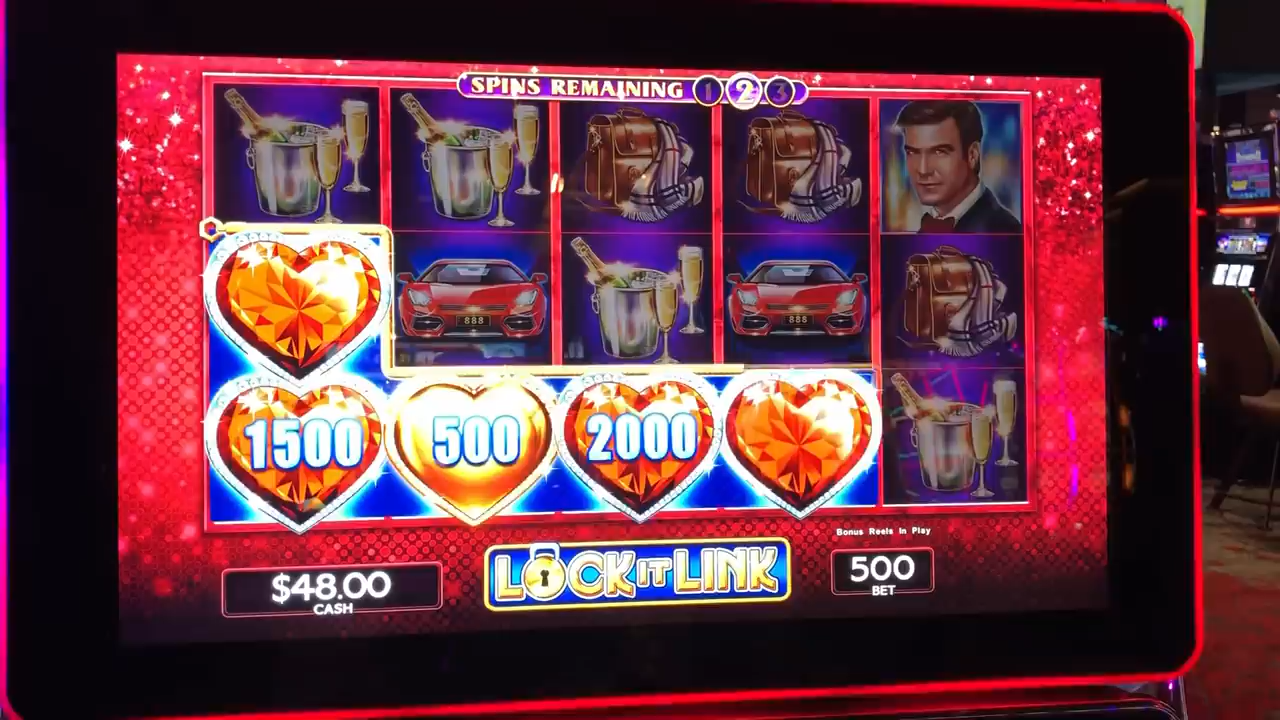 SPINS REMAINING 1 2 3
888
888
1500
500
2000
Bonus Reels In Play
$48.00
CASH
LOCK IT LINK
500
BET